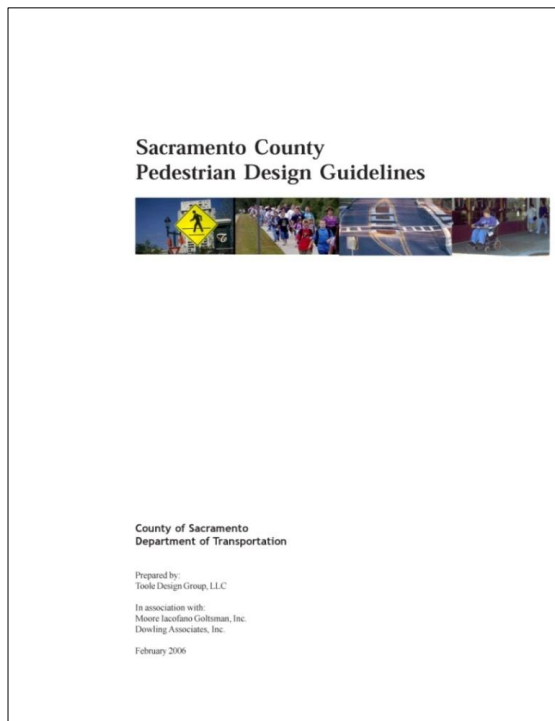 Sacramento County
Pedestrian Design Guidelines
County of Sacramento
Department of Transportation
Prepared by:
Toole Design Group, LLC
In association with:
Moore Iacofano Goltsman, Inc.
Dowling Associates, Inc.
February 2006